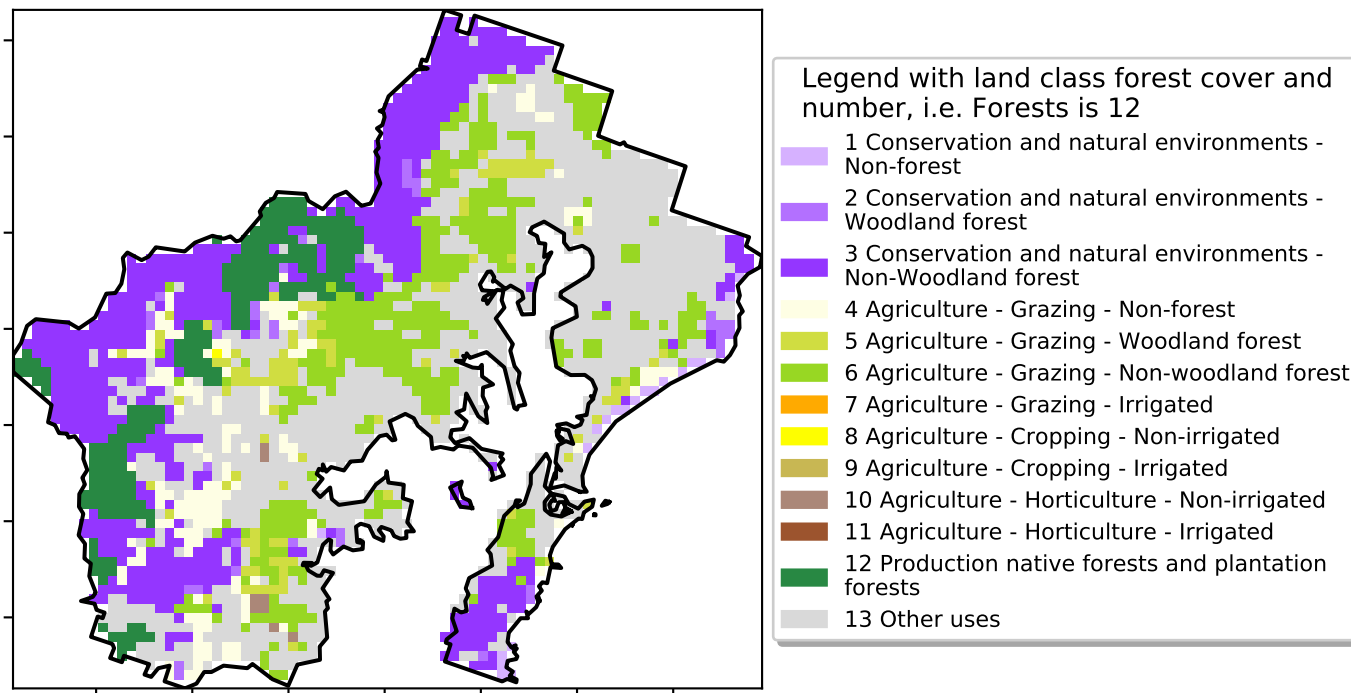 Legend with land class forest cover and
number, i.e. Forests is 12
1 Conservation and natural environments -
Non-forest
2 Conservation and natural environments -
Woodland forest
3 Conservation and natural environments -
Non-Woodland forest
4 Agriculture - Grazing - Non-forest
5 Agriculture - Grazing - Woodland forest
6 Agriculture - Grazing - Non-woodland forest
7 Agriculture - Grazing - Irrigated
8 Agriculture - Cropping - Non-irrigated
9 Agriculture - Cropping - Irrigated
10 Agriculture - Horticulture - Non-irrigated
11 Agriculture - Horticulture - Irrigated
12 Production native forests and plantation
forests
13 Other uses